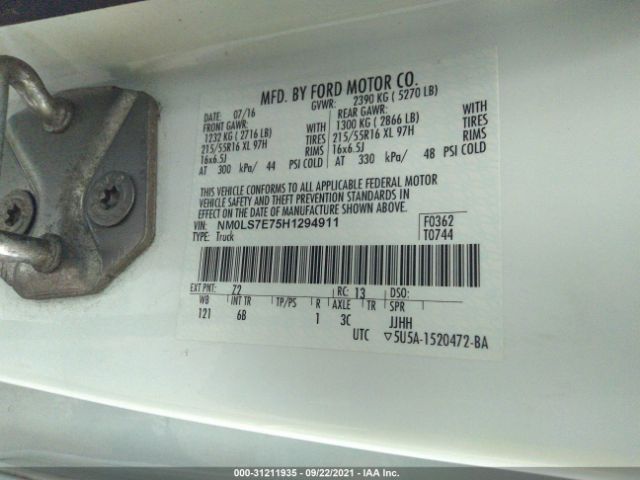 MFD. BY FORD MOTOR CO.
DATE: 07/16 GVWR: 2390 KG ( 5270 LB)
FRONT GAWR: REAR GAWR:
1232 KG ( 2716 LB) WITH 1300 KG ( 2866 LB) WITH
215/55R16 XL 97H TIRES 215/55R16 XL 97H TIRES
16x6.5J RIMS 16x6.5J RIMS
AT 300 kPa/ 44 PSI COLD AT 330 kPa/ 48 PSI COLD
THIS VEHICLE CONFORMS TO ALL APPLICABLE FEDERAL MOTOR
VEHICLE SAFETY AND THEFT PREVENTION STANDARDS IN
EFFECT ON THE DATE OF MANUFACTURE SHOWN ABOVE.
VIN: NM0LS7E75H1294911 F0362
TYPE: Truck T0744
EXT PNT: Z2 RC: 13 DSO:
WB INT TR TP/PS R AXLE TR SPR
121 6B 1 3C JJHH
UTC ▽5U5A-1520472-BA
000-31211935 - 09/22/2021 - IAA Inc.